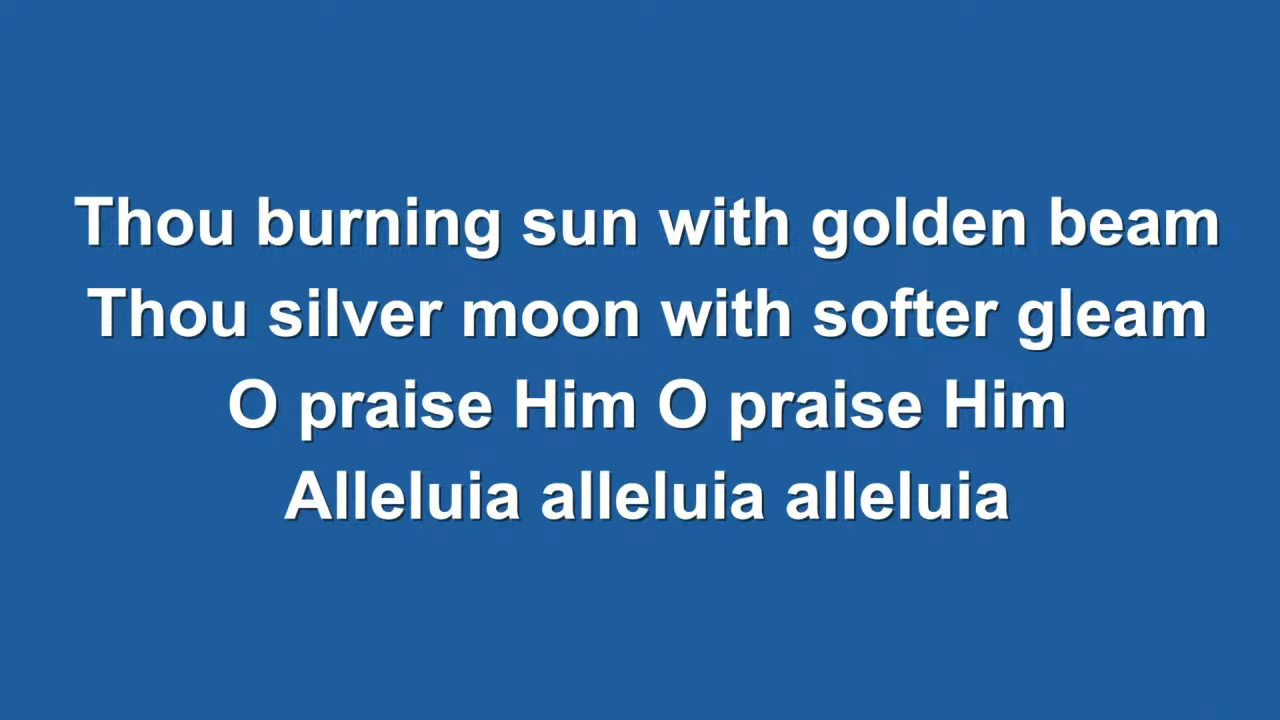 Thou burning sun with golden beam
Thou silver moon with softer gleam
O praise Him O praise Him
Alleluia alleluia alleluia